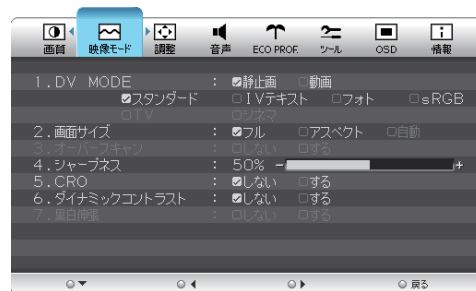 画質 映像モード 調整 音声 ECO PROF. ツール OSD 情報
1.DV MODE : ☑静止画 □動画
☑スタンダード □IVテキスト □フォト □sRGB
□TV □シネマ
2.画面サイズ : ☑フル □アスペクト □自動
3.オーバースキャン : □しない □する
4.シャープネス : 50% − +
5.CRO : ☑しない □する
6.ダイナミックコントラスト : ☑しない □する
7.黒白伸張 : □しない □する
戻る